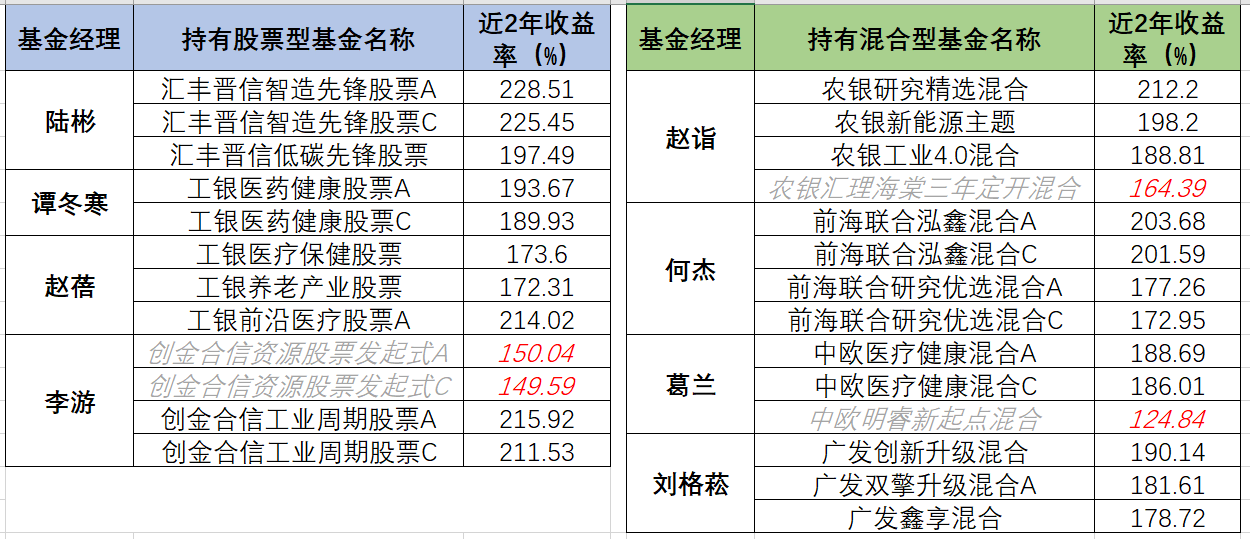 基金经理 持有股票型基金名称 近2年收益率（%）
陆彬 汇丰晋信智造先锋股票A 228.51
汇丰晋信智造先锋股票C 225.45
汇丰晋信低碳先锋股票 197.49
谭冬寒 工银医药健康股票A 193.67
工银医药健康股票C 189.93
赵蓓 工银医疗保健股票 173.6
工银养老产业股票 172.31
工银前沿医疗股票A 214.02
李游 创金合信资源股票发起式A 150.04
创金合信资源股票发起式C 149.59
创金合信工业周期股票A 215.92
创金合信工业周期股票C 211.53
基金经理 持有混合型基金名称 近2年收益率（%）
赵诣 农银研究精选混合 212.2
农银新能源主题 198.2
农银工业4.0混合 188.81
农银汇理海棠三年定开混合 164.39
何杰 前海联合泓鑫混合A 203.68
前海联合泓鑫混合C 201.59
前海联合研究优选混合A 177.26
前海联合研究优选混合C 172.95
葛兰 中欧医疗健康混合A 188.69
中欧医疗健康混合C 186.01
中欧明睿新起点混合 124.84
刘格菘 广发创新升级混合 190.14
广发双擎升级混合A 181.61
广发鑫享混合 178.72